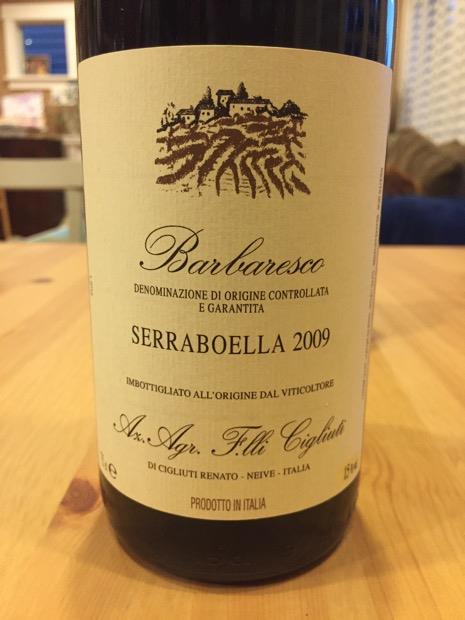 Barbaresco
DENOMINAZIONE DI ORIGINE CONTROLLATA
E GARANTITA
SERRABOELLA 2009
IMBOTTIGLIATO ALL'ORIGINE DAL VITICOLTORE
Az. Agr. F.lli Cigliuti
DI CIGLIUTI RENATO - NEIVE - ITALIA
PRODOTTO IN ITALIA